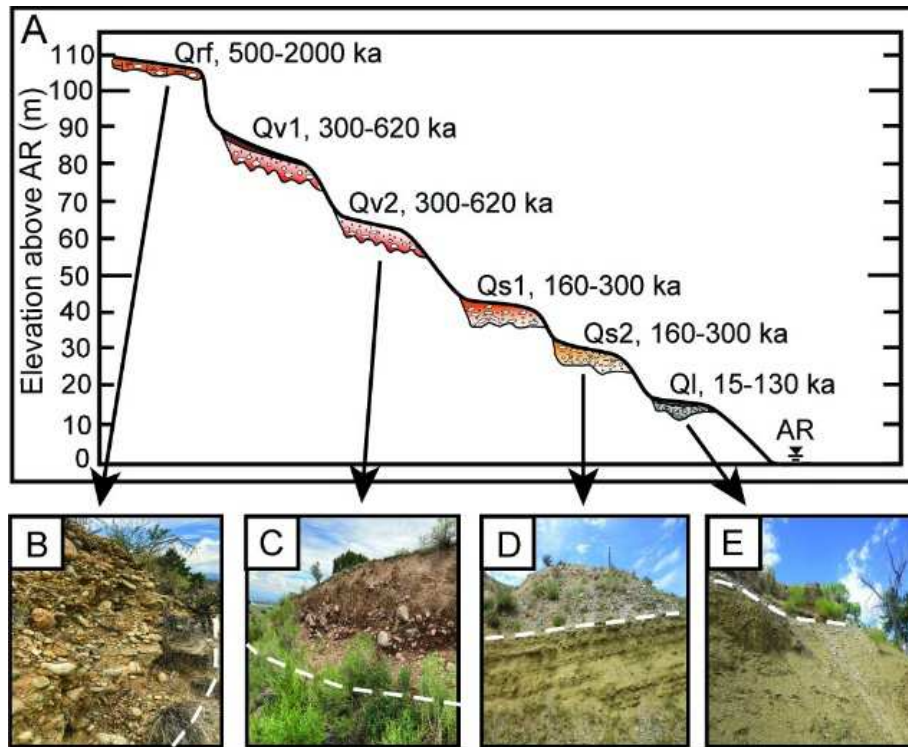 A
Elevation above AR (m)
110
100
90
80
70
60
50
40
30
20
10
0
Qrf, 500-2000 ka
Qv1, 300-620 ka
Qv2, 300-620 ka
Qs1, 160-300 ka
Qs2, 160-300 ka
Ql, 15-130 ka
AR
B
C
D
E